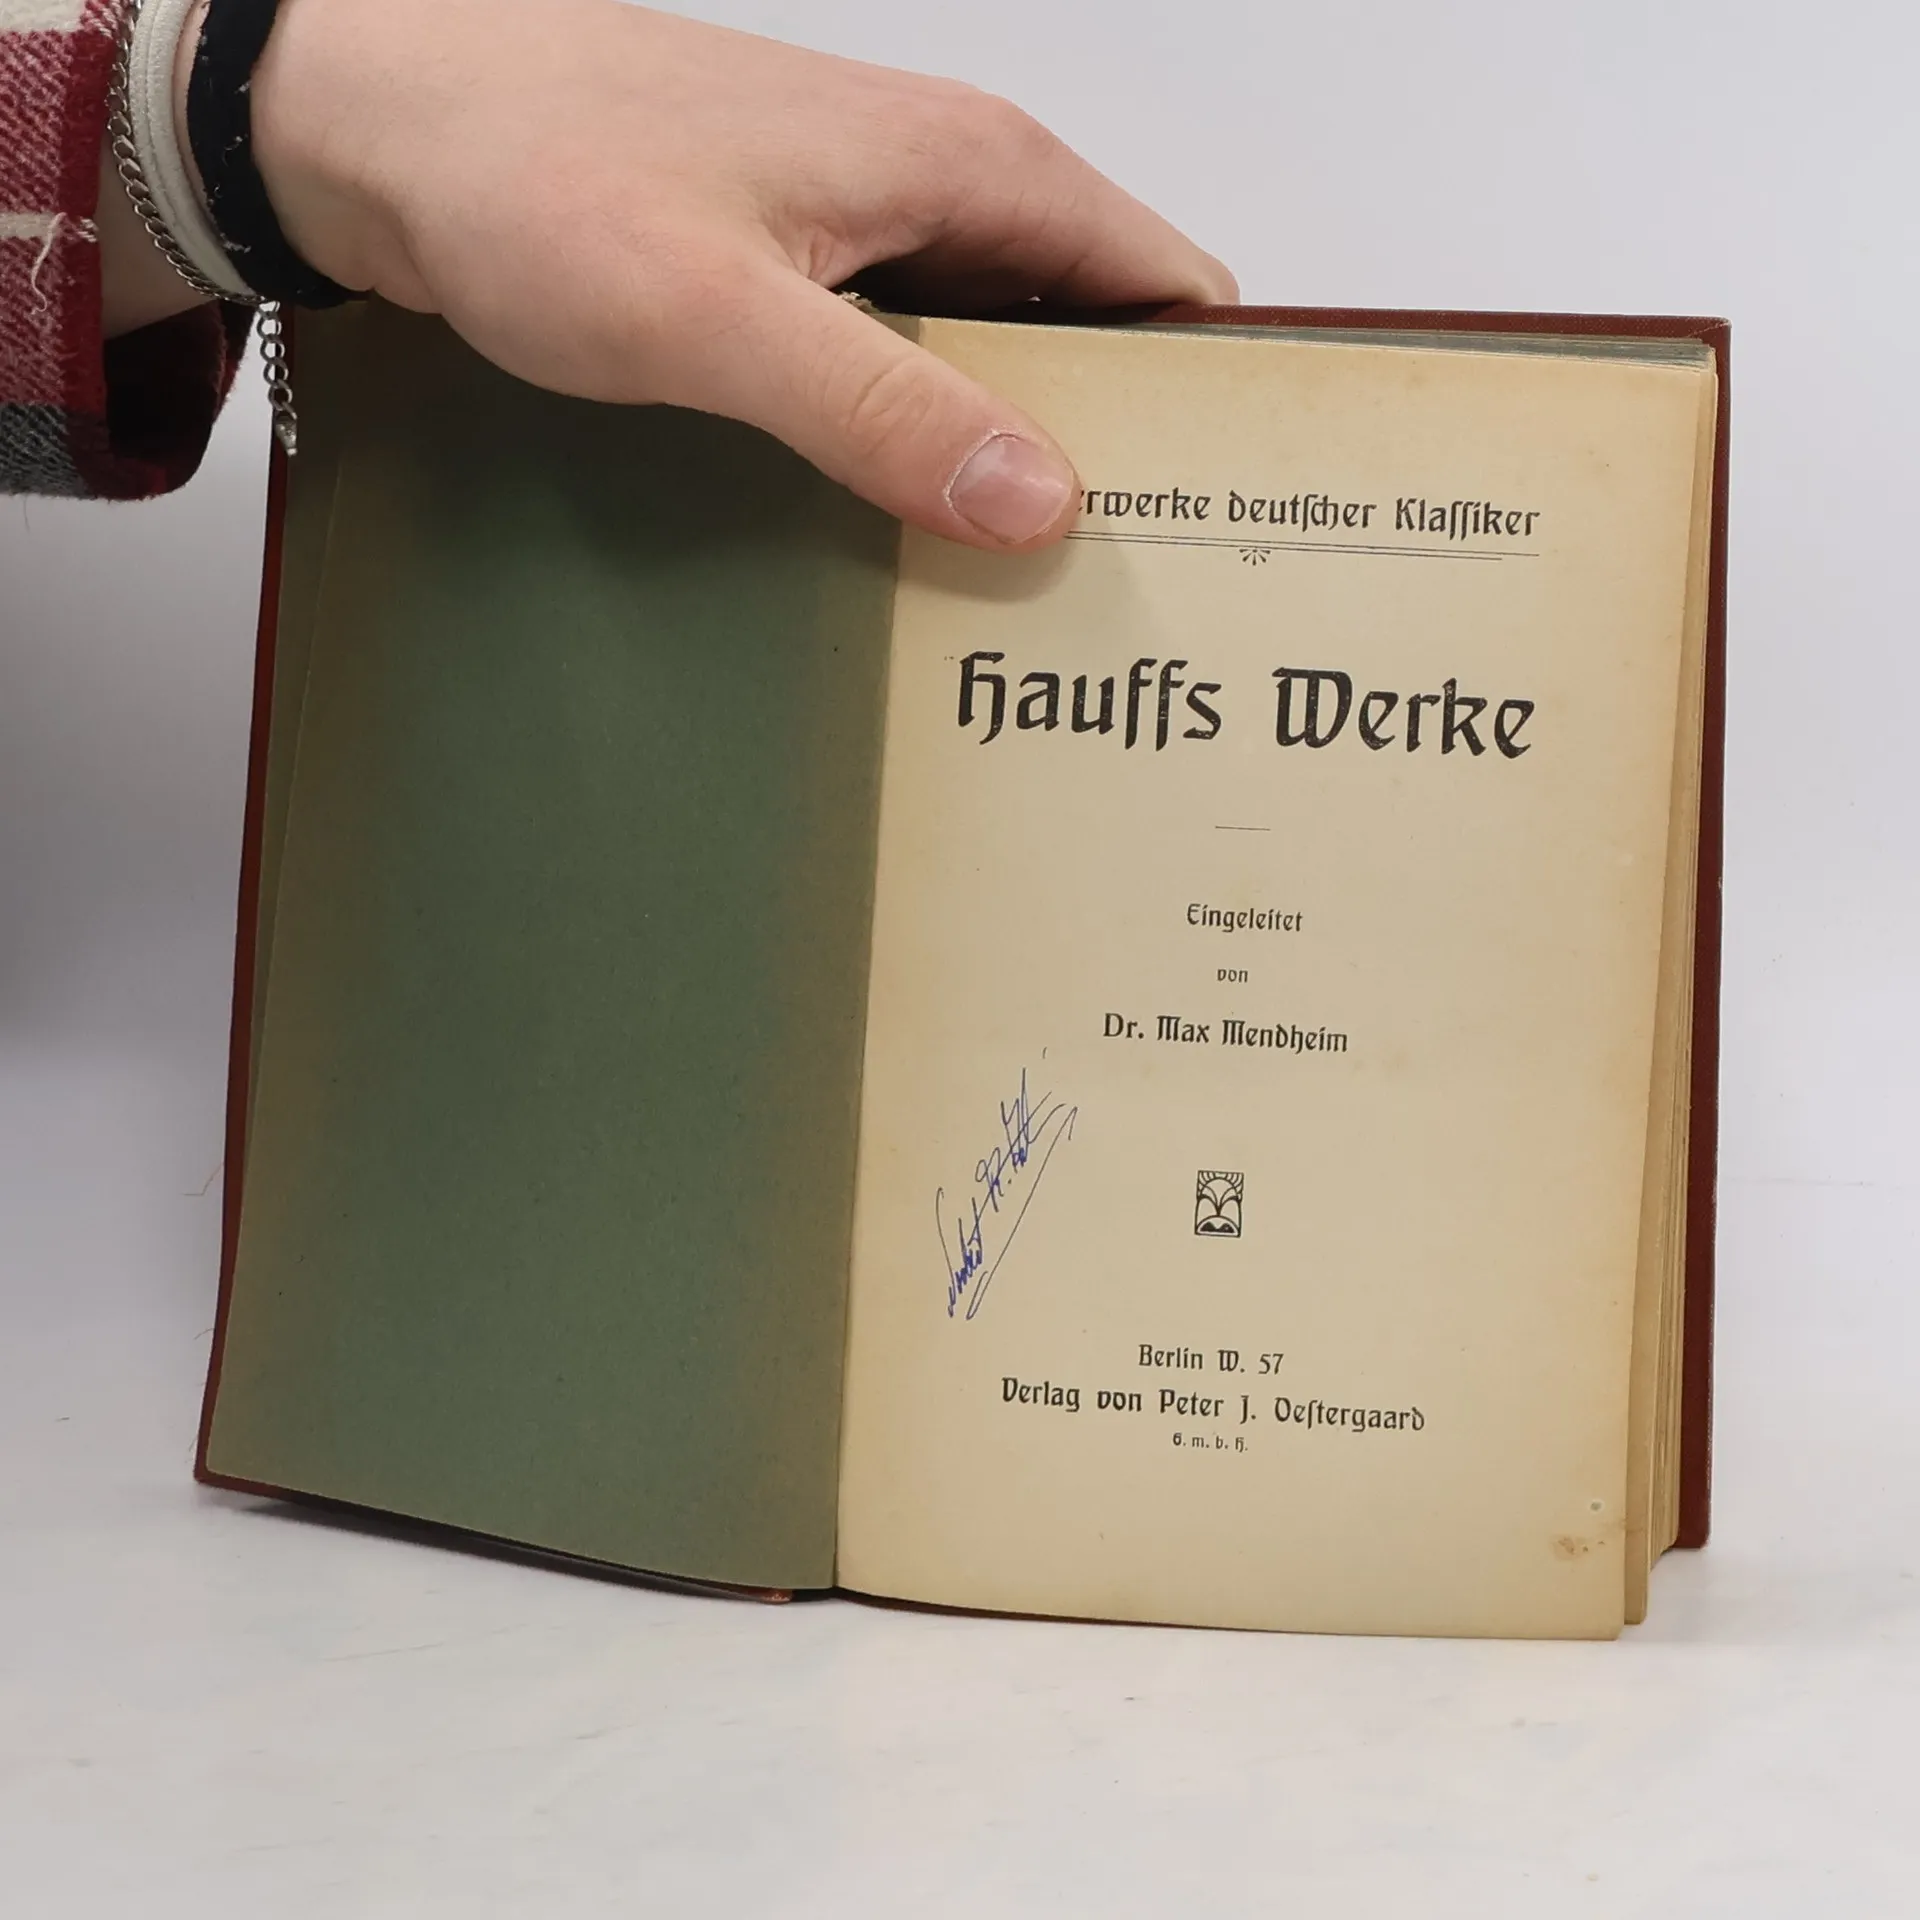 erwerke deutscher Klassiker
Hauffs Werke
Eingeleitet
von
Dr. Max Mendheim
Berlin W. 57
Verlag von Peter J. Oestergaard
G. m. b. H.